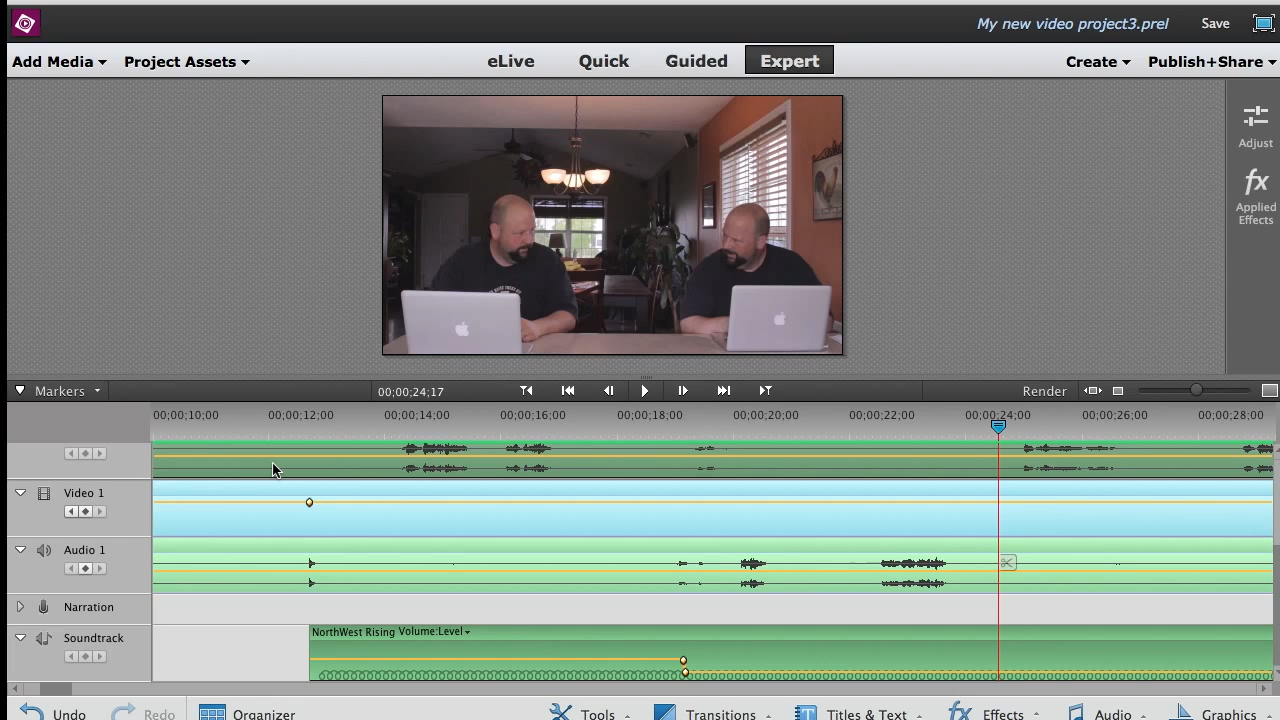 My new video project3.prel Save
Add Media Project Assets eLive Quick Guided Expert Create Publish+Share
Adjust
fx
Applied
Effects
Markers 00;00;24;17 Render
00;00;10;00 00;00;12;00 00;00;14;00 00;00;16;00 00;00;18;00 00;00;20;00 00;00;22;00 00;00;24;00 00;00;26;00 00;00;28;00
Video 1
Audio 1
Narration
Soundtrack NorthWest Rising Volume:Level
Undo Redo Organizer Tools Transitions Titles & Text fx Effects Audio Graphics